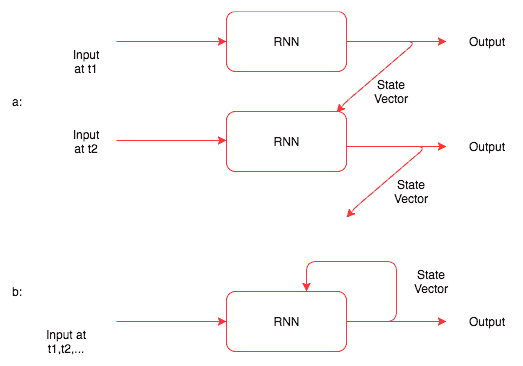 RNN
Output
Input
at t1
State
Vector
a:
Input
at t2
RNN
Output
State
Vector
State
Vector
b:
RNN
Output
Input at
t1,t2,...